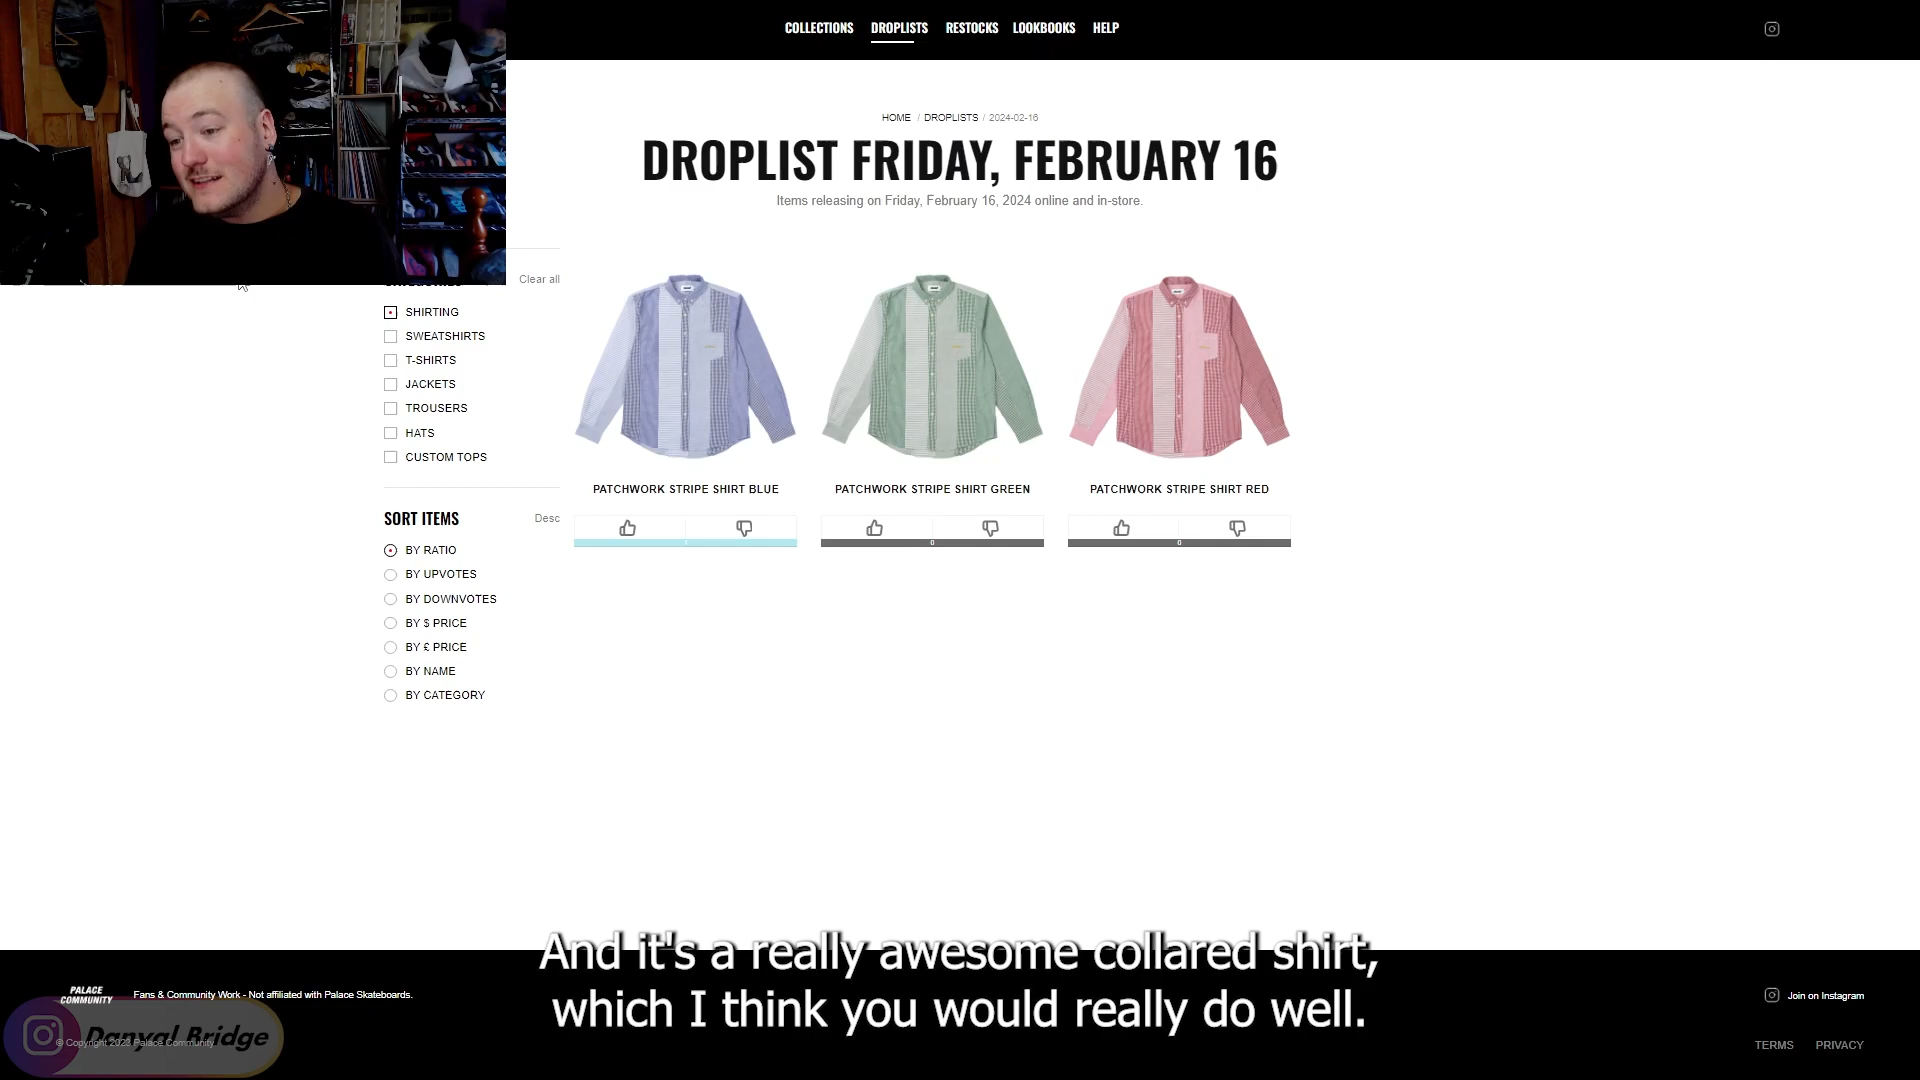 COLLECTIONS DROPLISTS RESTOCKS LOOKBOOKS HELP
HOME / DROPLISTS / 2024-02-16
DROPLIST FRIDAY, FEBRUARY 16
Items releasing on Friday, February 16, 2024 online and in-store.
Clear all
SHIRTING
SWEATSHIRTS
T-SHIRTS
JACKETS
TROUSERS
HATS
CUSTOM TOPS
SORT ITEMS Desc
BY RATIO
BY UPVOTES
BY DOWNVOTES
BY $ PRICE
BY £ PRICE
BY NAME
BY CATEGORY
PATCHWORK STRIPE SHIRT BLUE
PATCHWORK STRIPE SHIRT GREEN
PATCHWORK STRIPE SHIRT RED
0
0
And it's a really awesome collared shirt,
which I think you would really do well.
PALACE
COMMUNITY
Fans & Community Work - Not affiliated with Palace Skateboards.
Danyal Bridge
© Copyright 2023 Palace Community
Join on Instagram
TERMS PRIVACY